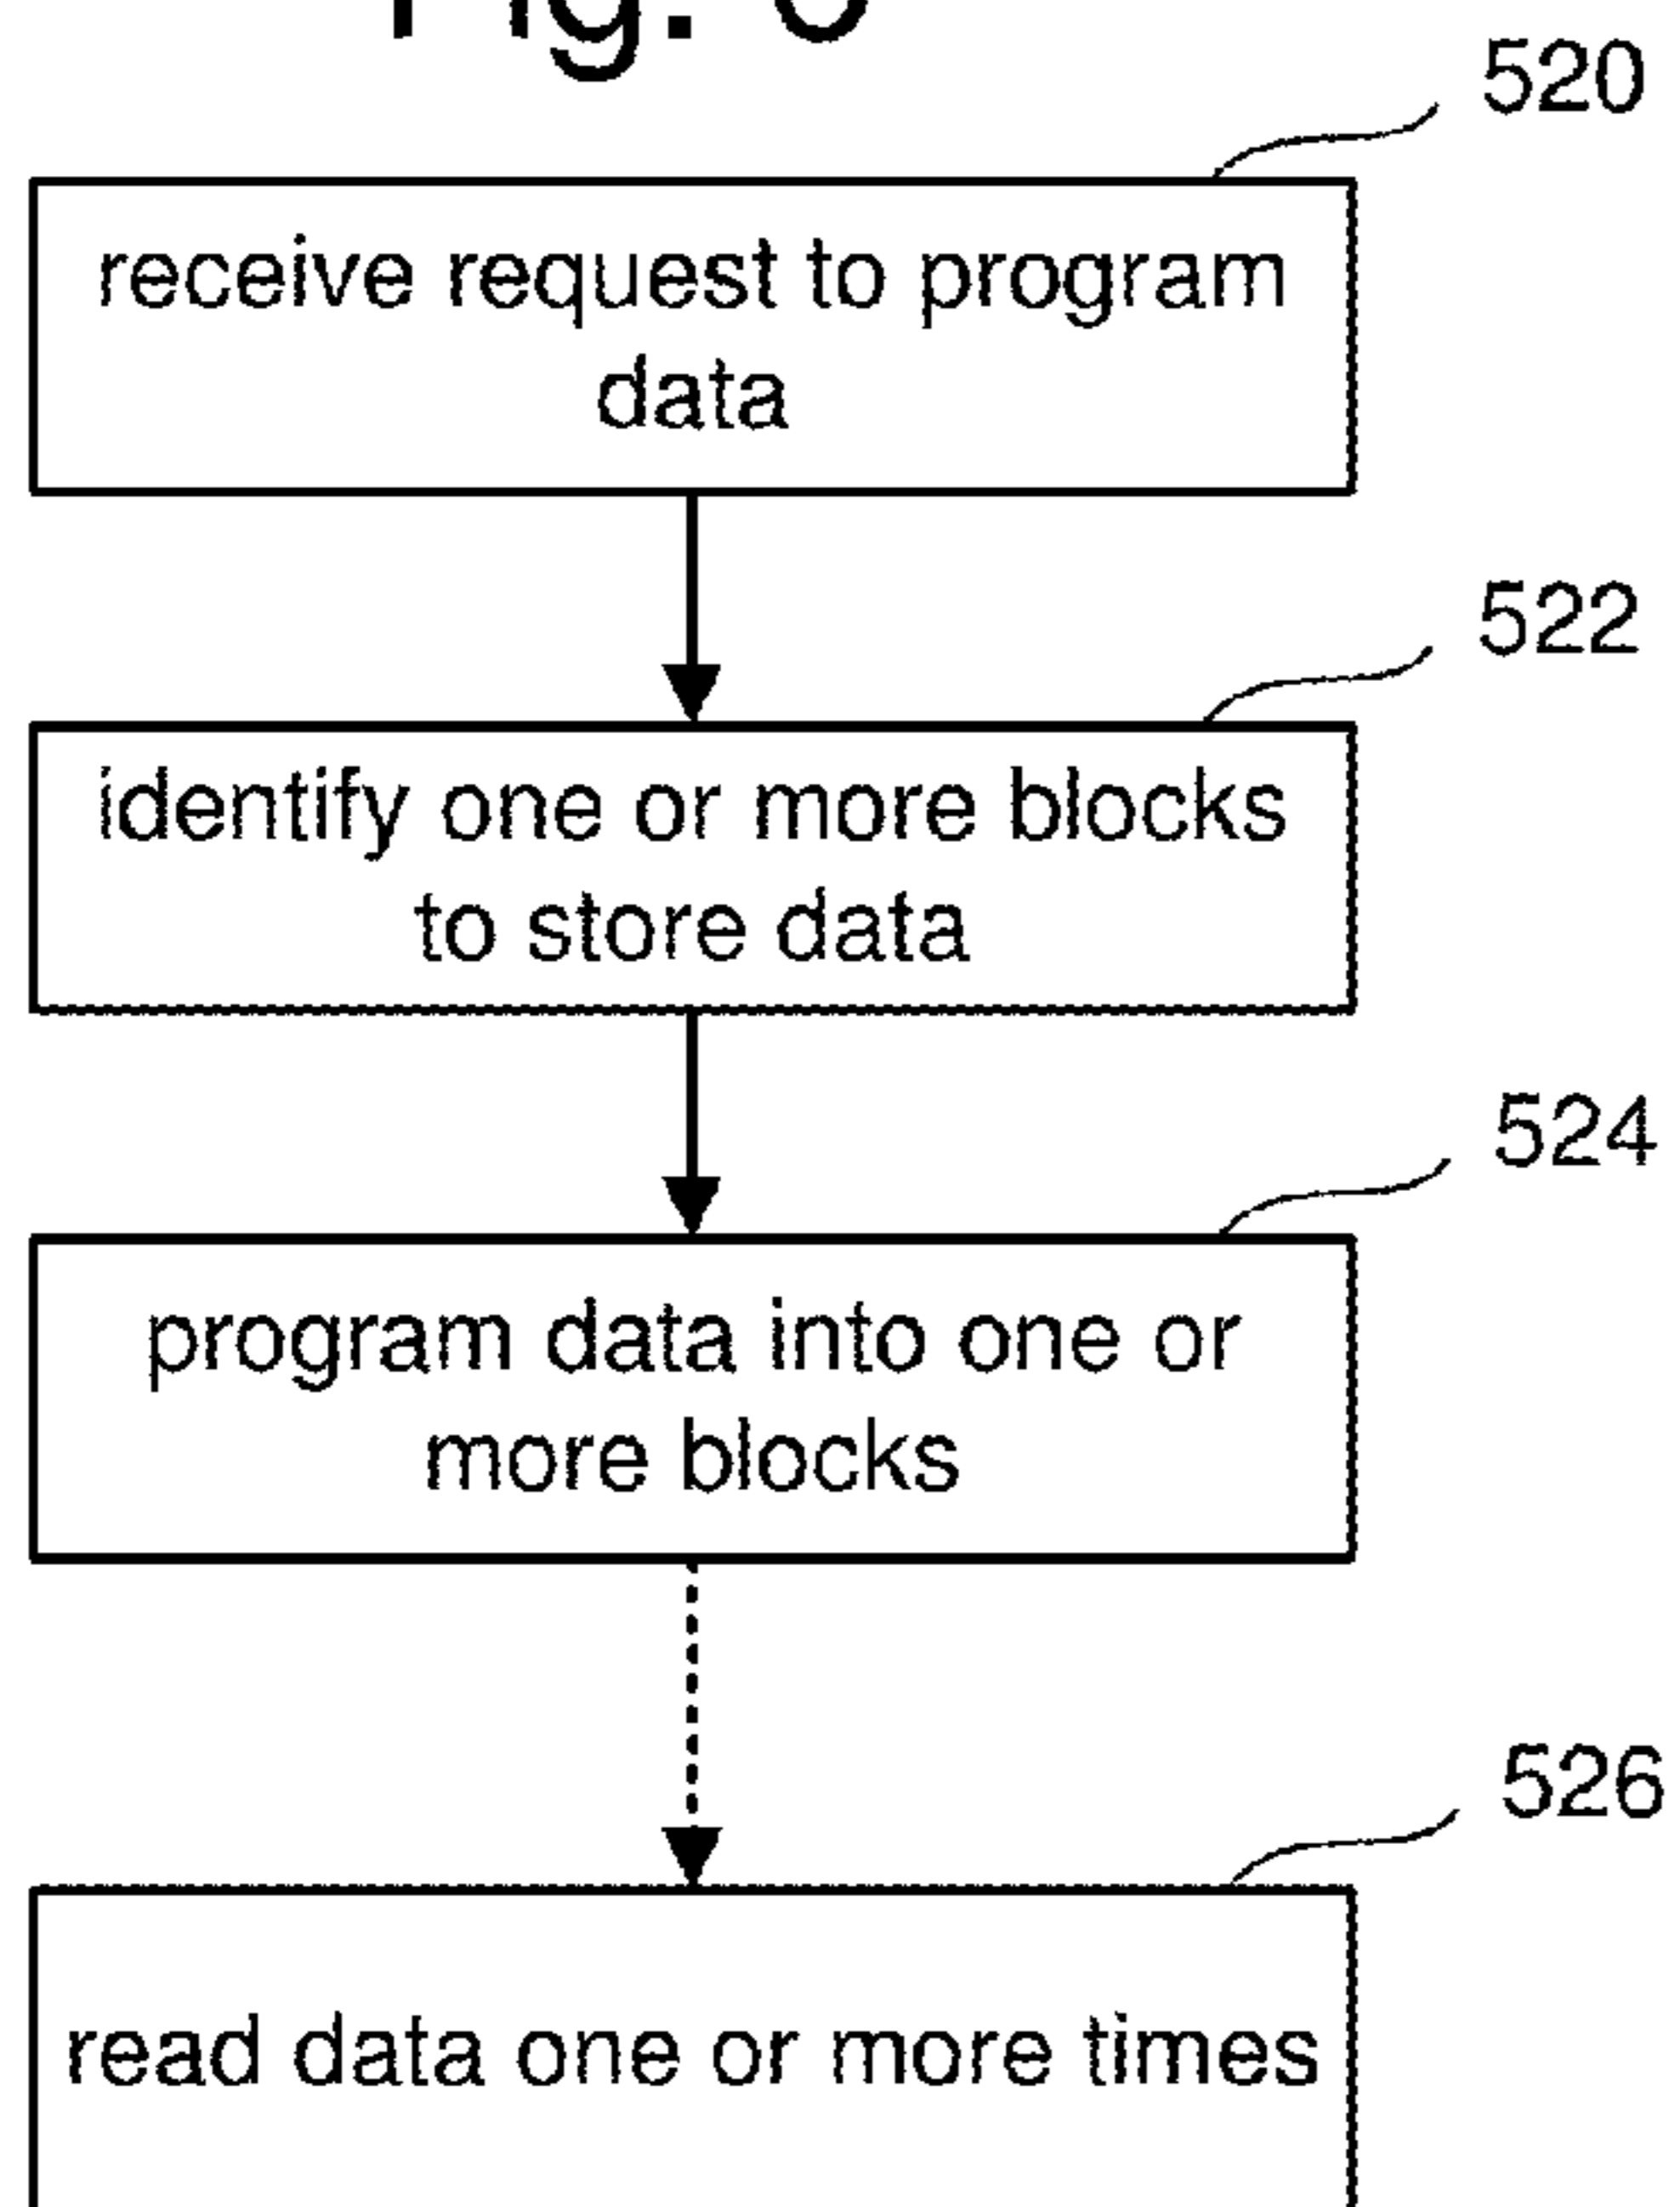 Fig.
520
receive request to program
data
522
identify one or more blocks
to store data
524
program data into one or
more blocks
526
read data one or more times